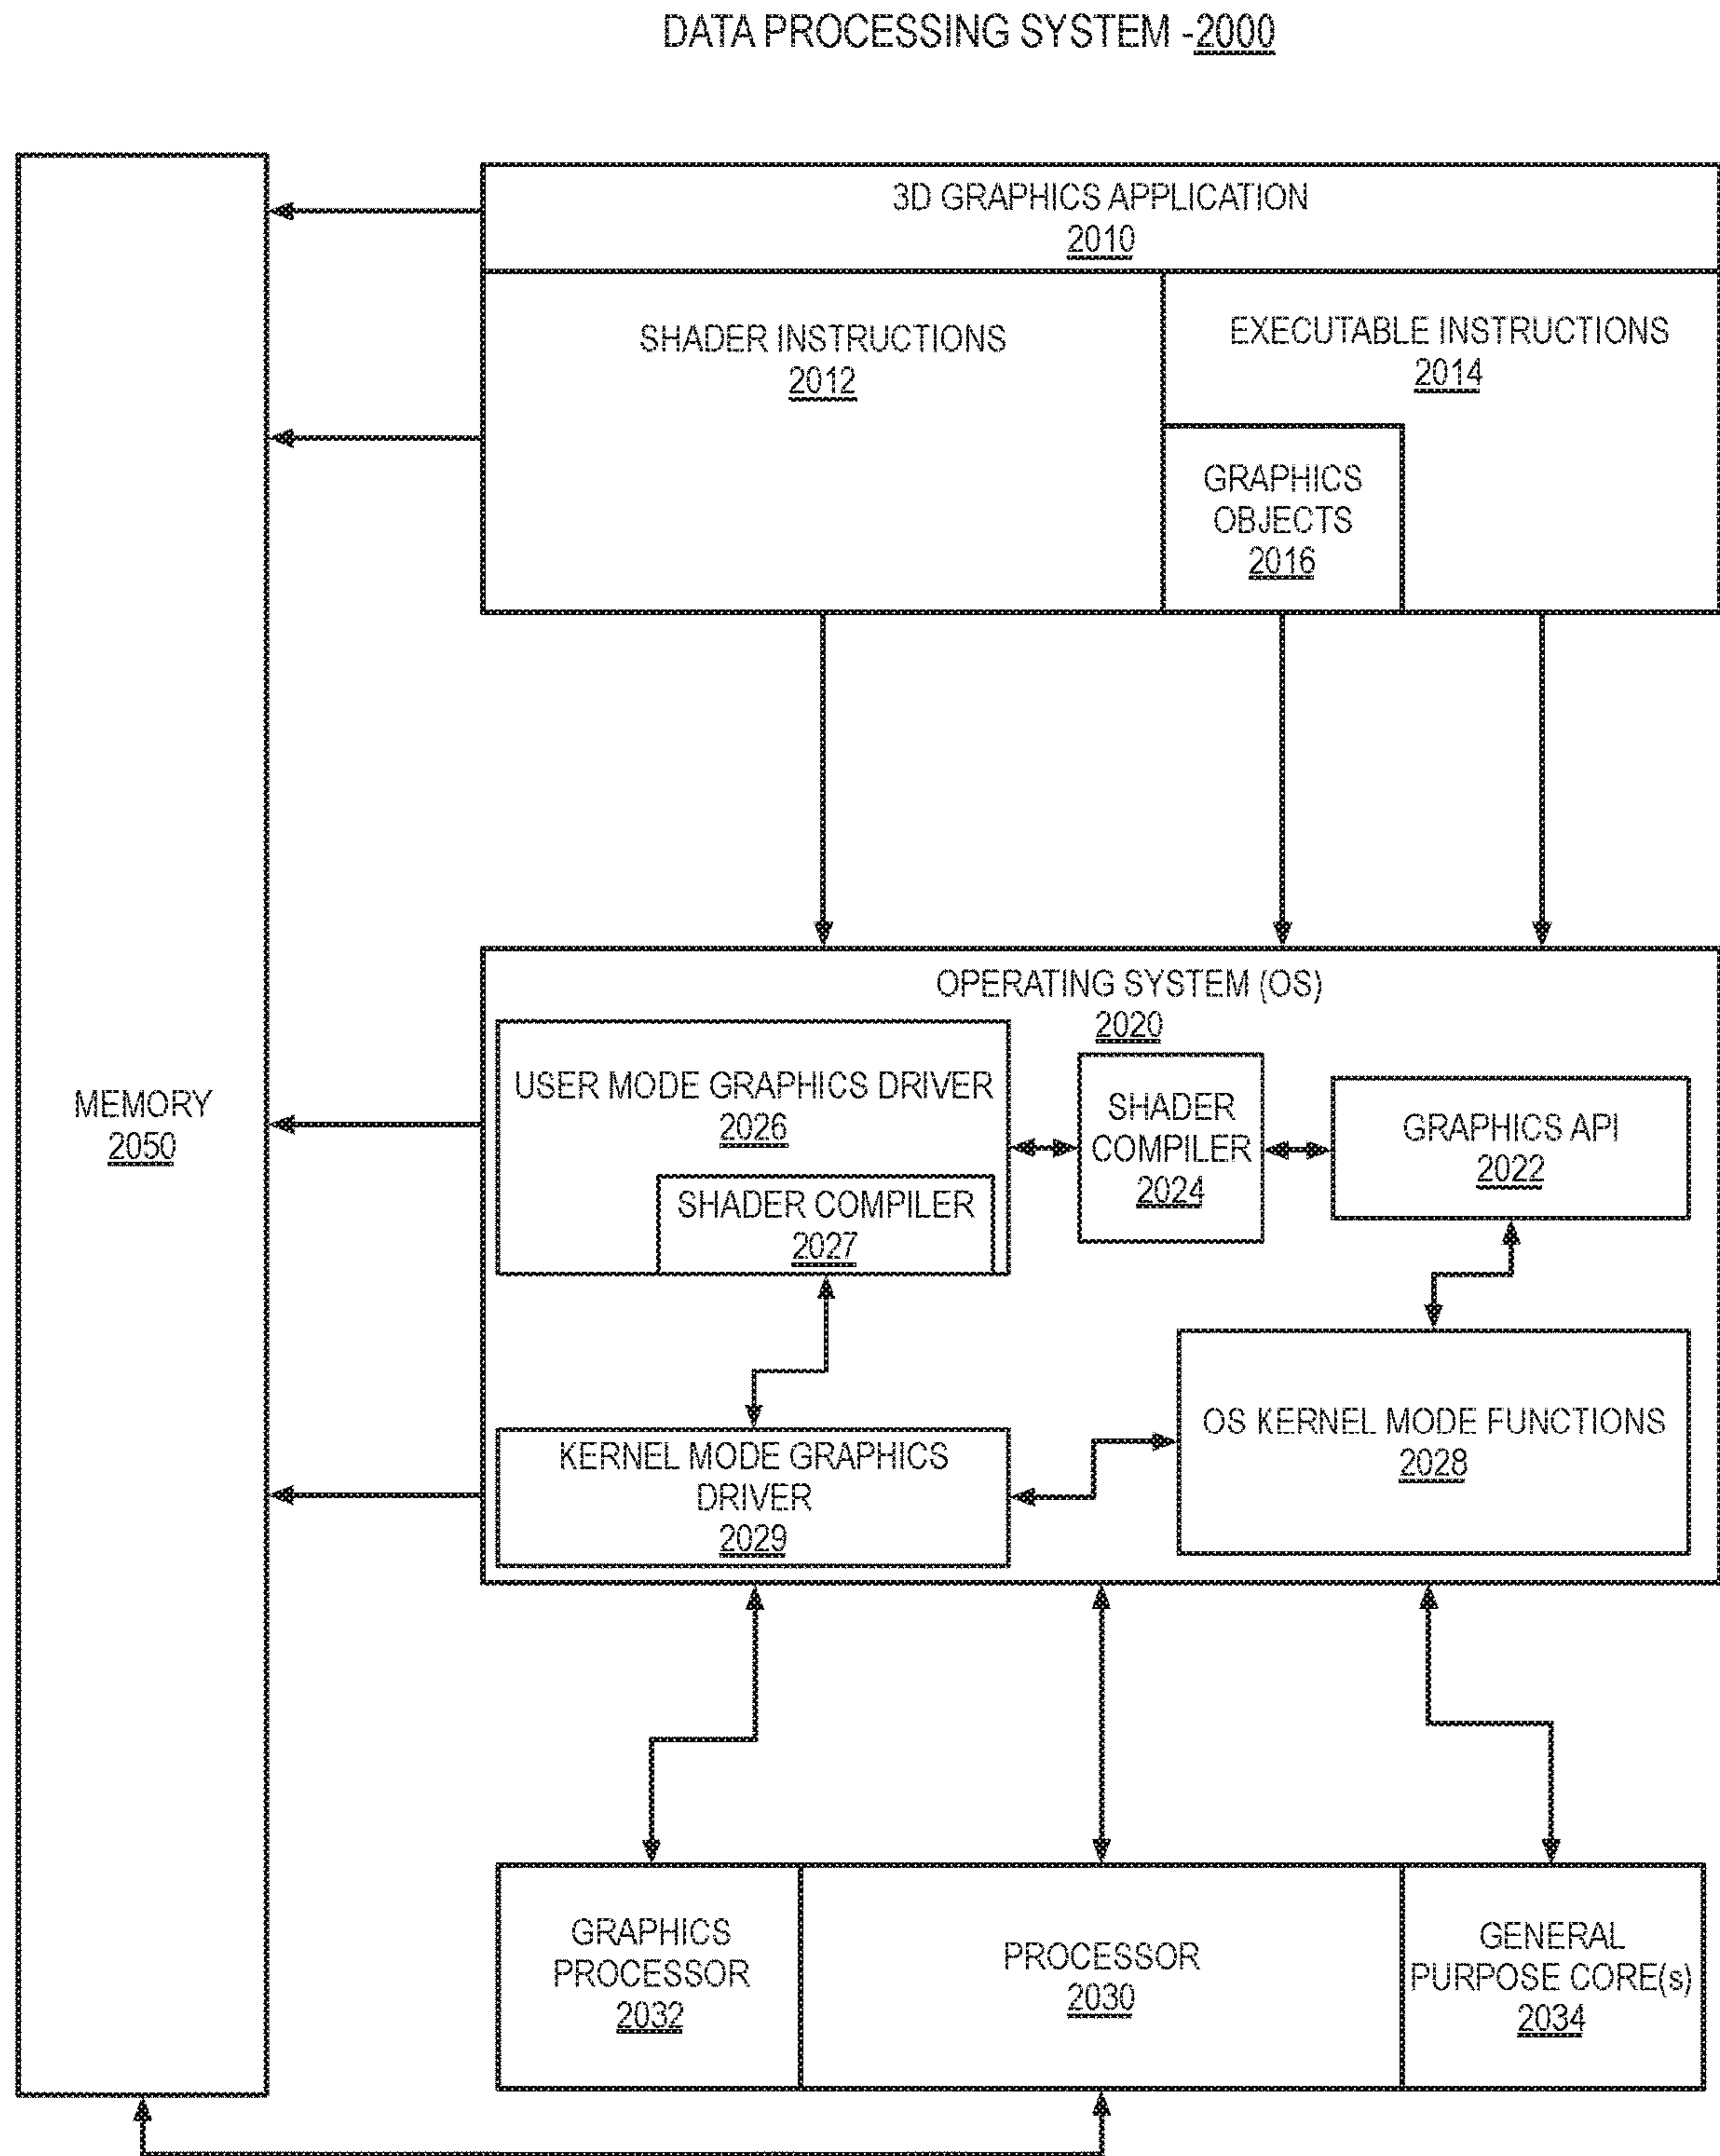 DATA PROCESSING SYSTEM -2000
3D GRAPHICS APPLICATION
2010
SHADER INSTRUCTIONS
2012
EXECUTABLE INSTRUCTIONS
2014
GRAPHICS
OBJECTS
2016
MEMORY
2050
OPERATING SYSTEM (OS)
2020
USER MODE GRAPHICS DRIVER
2026
SHADER COMPILER
2027
SHADER
COMPILER
2024
GRAPHICS API
2022
KERNEL MODE GRAPHICS
DRIVER
2029
OS KERNEL MODE FUNCTIONS
2028
GRAPHICS
PROCESSOR
2032
PROCESSOR
2030
GENERAL
PURPOSE CORE(s)
2034